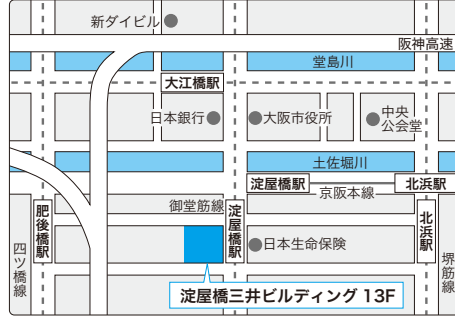 新ダイビル
阪神高速
堂島川
大江橋駅
日本銀行
大阪市役所
中央
公会堂
土佐堀川
淀屋橋駅
北浜駅
京阪本線
御堂筋線
肥後橋駅
淀屋橋駅
北浜駅
日本生命保険
四ツ橋線
堺筋線
淀屋橋三井ビルディング 13F